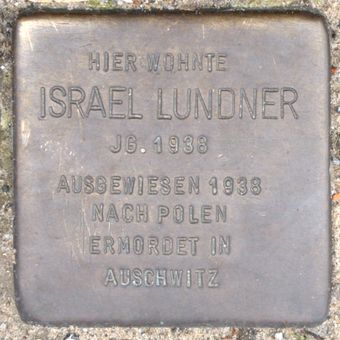 HIER WOHNTE
ISRAEL LUNDNER
JG. 1938
AUSGEWIESEN 1938
NACH POLEN
ERMORDET IN
AUSCHWITZ